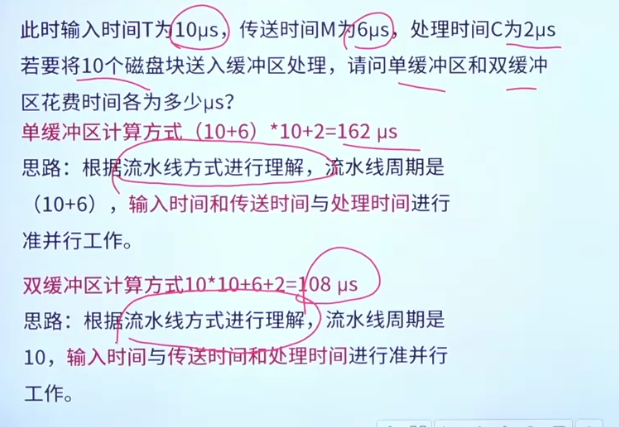 此时输入时间T为10μs，传送时间M为6μs，处理时间C为2μs
若要将10个磁盘块送入缓冲区处理，请问单缓冲区和双缓冲
区花费时间各为多少μs？
单缓冲区计算方式（10+6）*10+2=162 μs
思路：根据流水线方式进行理解，流水线周期是
（10+6），输入时间和传送时间与处理时间进行
准并行工作。
双缓冲区计算方式10*10+6+2=108 μs
思路：根据流水线方式进行理解，流水线周期是
10，输入时间与传送时间和处理时间进行准并行
工作。